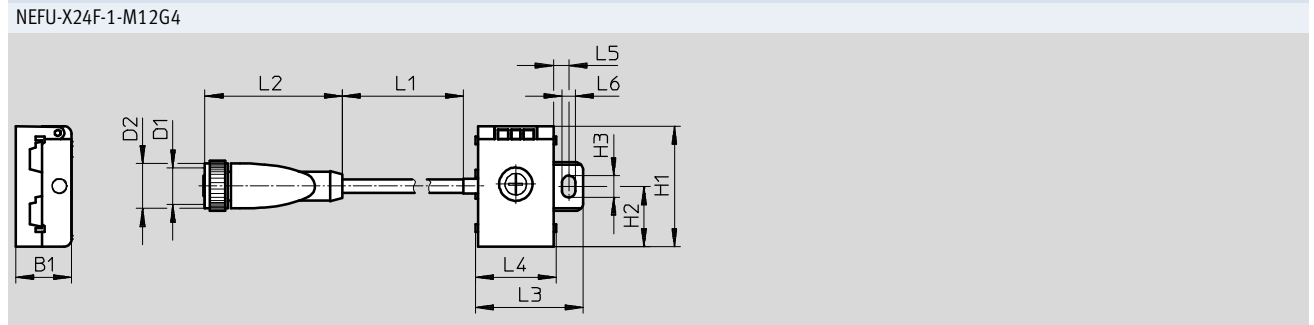 NEFU-X24F-1-M12G4
L5
L2
L1
L6
D2
D1
H3
H1
H2
B1
L4
L3